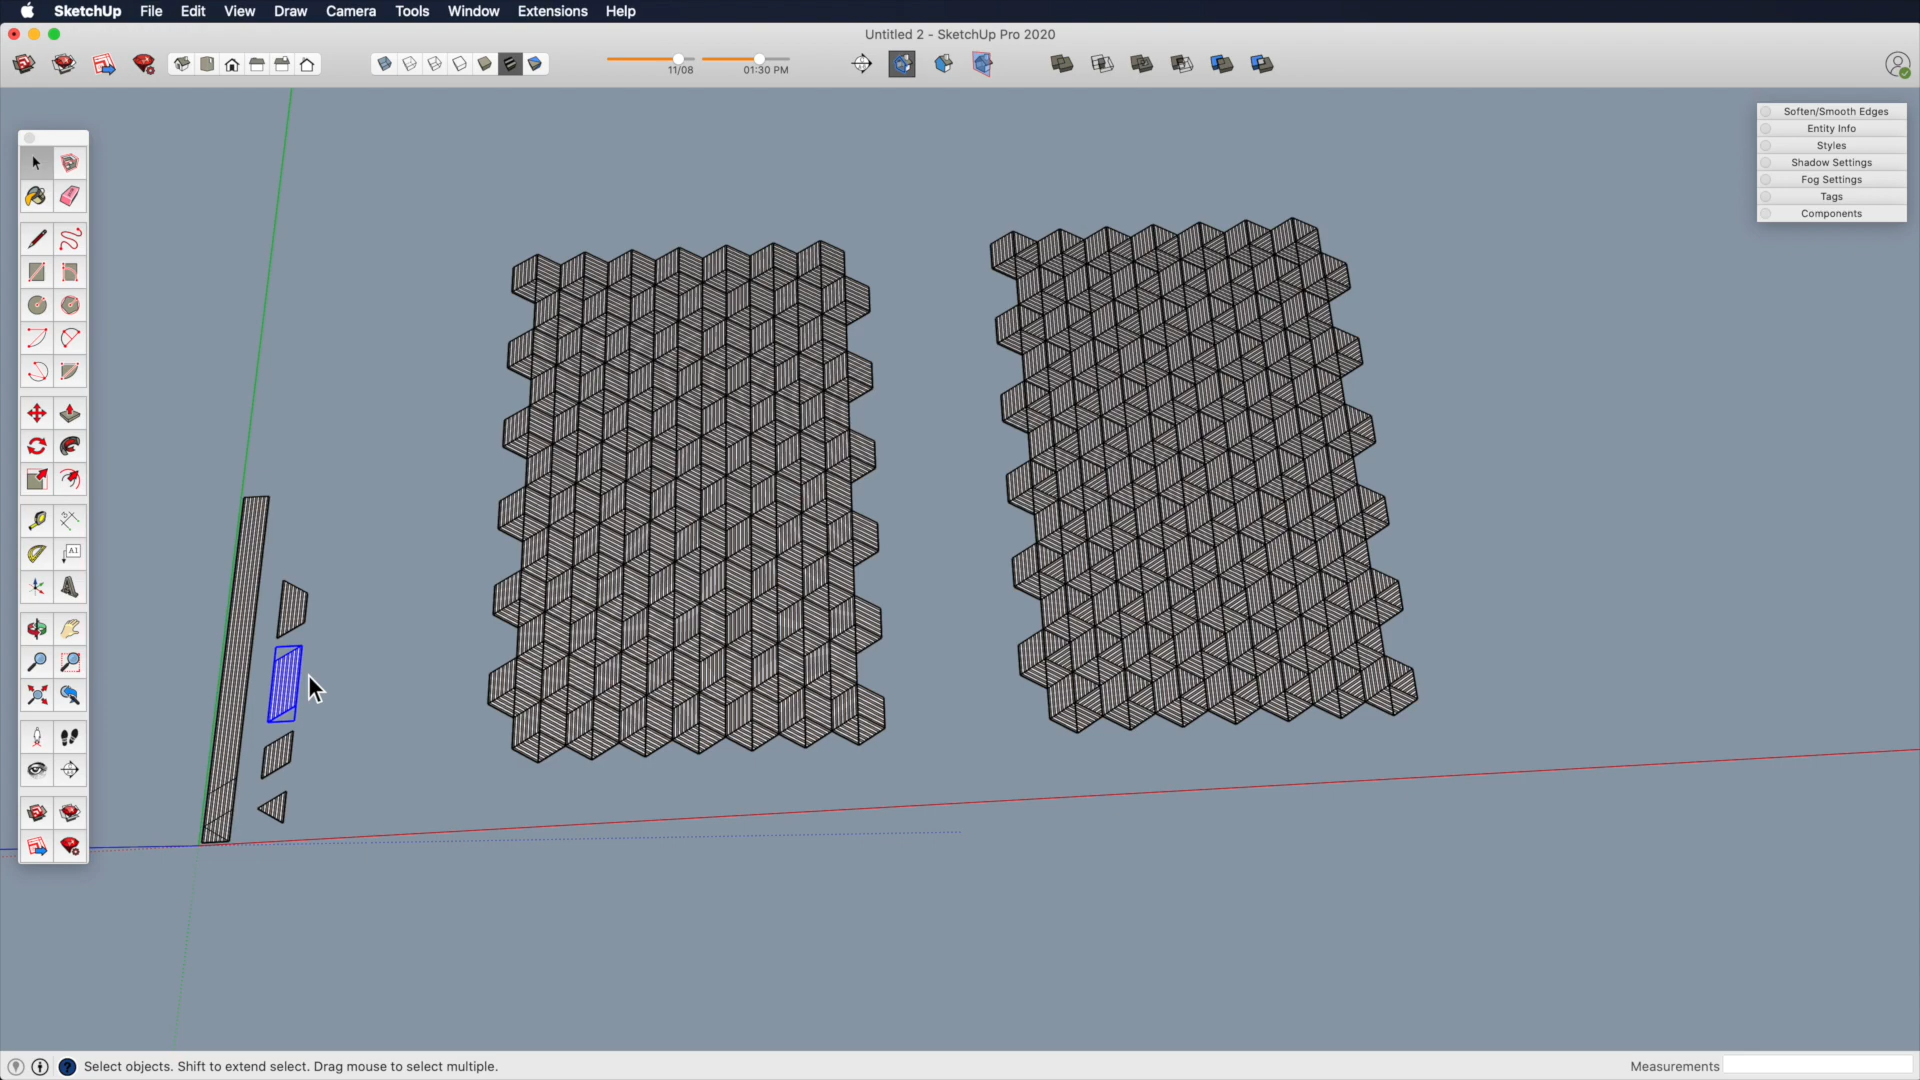 SketchUp File Edit View Draw Camera Tools Window Extensions Help
Untitled 2 - SketchUp Pro 2020
11/08 01:30 PM
Soften/Smooth Edges
Entity Info
Styles
Shadow Settings
Fog Settings
Tags
Components
A1
Select objects. Shift to extend select. Drag mouse to select multiple.
Measurements